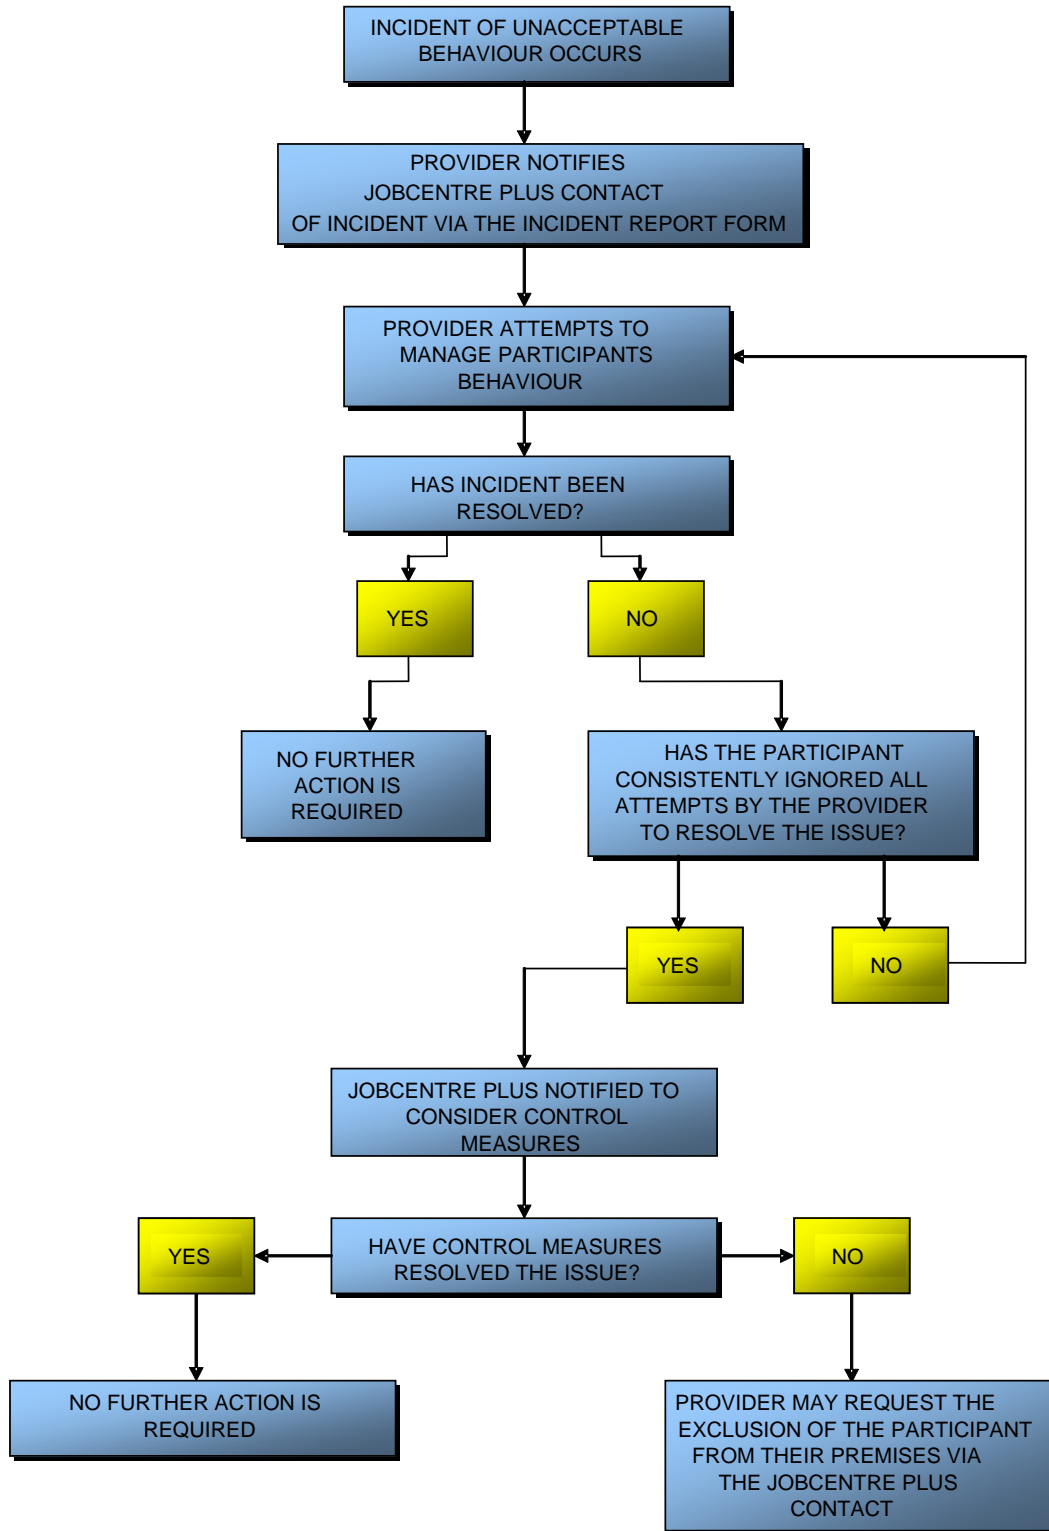 INCIDENT OF UNACCEPTABLE
BEHAVIOUR OCCURS
PROVIDER NOTIFIES
JOBCENTRE PLUS CONTACT
OF INCIDENT VIA THE INCIDENT REPORT FORM
PROVIDER ATTEMPTS TO
MANAGE PARTICIPANTS
BEHAVIOUR
HAS INCIDENT BEEN
RESOLVED?
YES
NO
NO FURTHER
ACTION IS
REQUIRED
HAS THE PARTICIPANT
CONSISTENTLY IGNORED ALL
ATTEMPTS BY THE PROVIDER
TO RESOLVE THE ISSUE?
YES
NO
JOBCENTRE PLUS NOTIFIED TO
CONSIDER CONTROL
MEASURES
YES
HAVE CONTROL MEASURES
RESOLVED THE ISSUE?
NO
NO FURTHER ACTION IS
REQUIRED
PROVIDER MAY REQUEST THE
EXCLUSION OF THE PARTICIPANT
FROM THEIR PREMISES VIA
THE JOBCENTRE PLUS
CONTACT